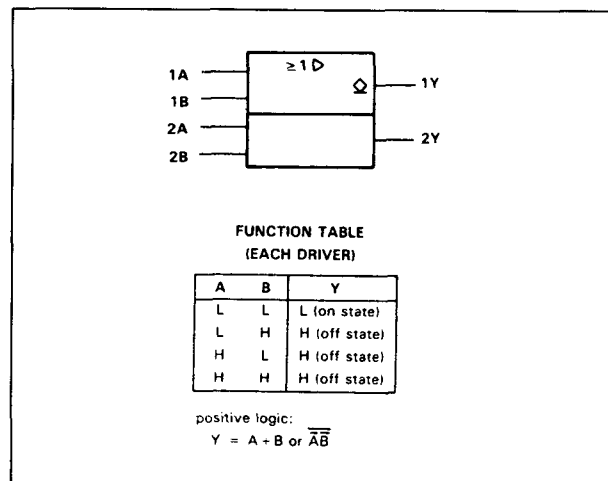 ≥1 ▷
1A
1B
1Y
2A
2B
2Y
FUNCTION TABLE
(EACH DRIVER)
A B Y
L L L (on state)
L H H (off state)
H L H (off state)
H H H (off state)
positive logic:
Y = A + B or A̅̅B̅̅